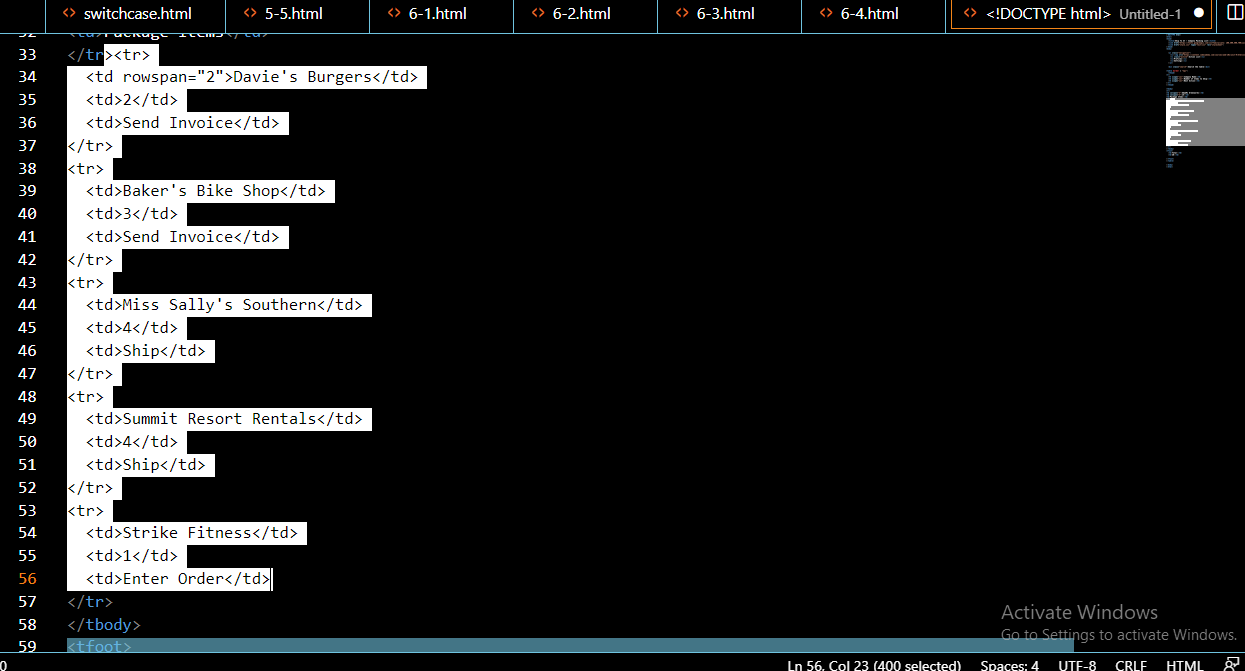 <> switchcase.html <> 5-5.html <> 6-1.html <> 6-2.html <> 6-3.html <> 6-4.html <> <!DOCTYPE html> Untitled-1 ●
32 <td>Package Items</td>
33 </tr><tr>
34 <td rowspan="2">Davie's Burgers</td>
35 <td>2</td>
36 <td>Send Invoice</td>
37 </tr>
38 <tr>
39 <td>Baker's Bike Shop</td>
40 <td>3</td>
41 <td>Send Invoice</td>
42 </tr>
43 <tr>
44 <td>Miss Sally's Southern</td>
45 <td>4</td>
46 <td>Ship</td>
47 </tr>
48 <tr>
49 <td>Summit Resort Rentals</td>
50 <td>4</td>
51 <td>Ship</td>
52 </tr>
53 <tr>
54 <td>Strike Fitness</td>
55 <td>1</td>
56 <td>Enter Order</td>
57 </tr>
58 </tbody>
59 <tfoot>
Activate Windows
Go to Settings to activate Windows.
0 Ln 56, Col 23 (400 selected) Spaces: 4 UTF-8 CRLF HTML